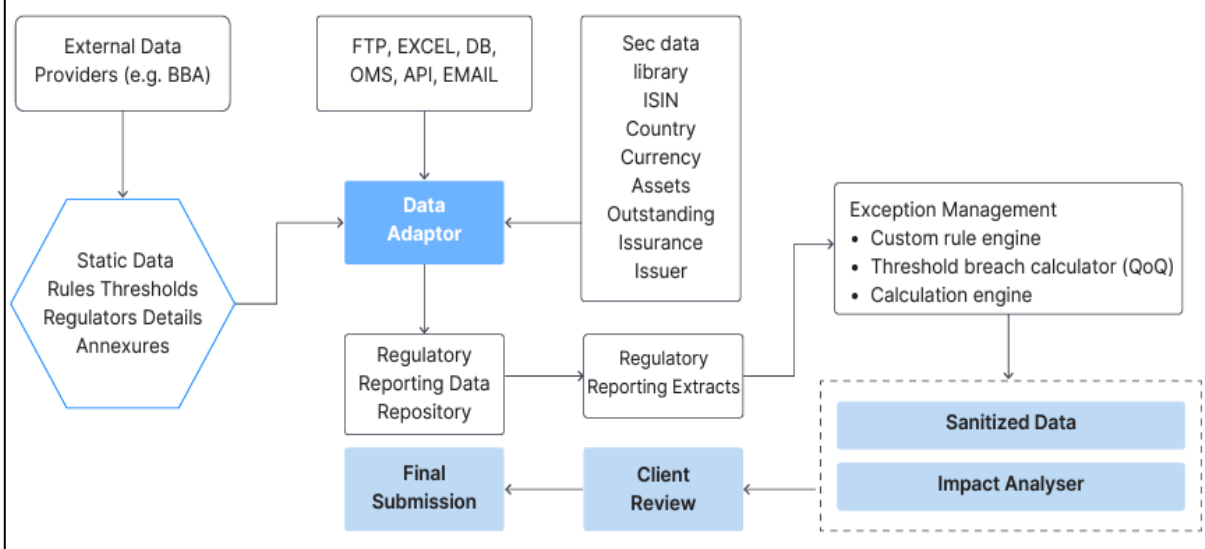 External Data
Providers (e.g. BBA)
FTP, EXCEL, DB,
OMS, API, EMAIL
Sec data
library
ISIN
Country
Currency
Assets
Outstanding
Issurance
Issuer
Static Data
Rules Thresholds
Regulators Details
Annexures
Data
Adaptor
Exception Management
• Custom rule engine
• Threshold breach calculator (QoQ)
• Calculation engine
Regulatory
Reporting Data
Repository
Regulatory
Reporting Extracts
Sanitized Data
Impact Analyser
Client
Review
Final
Submission